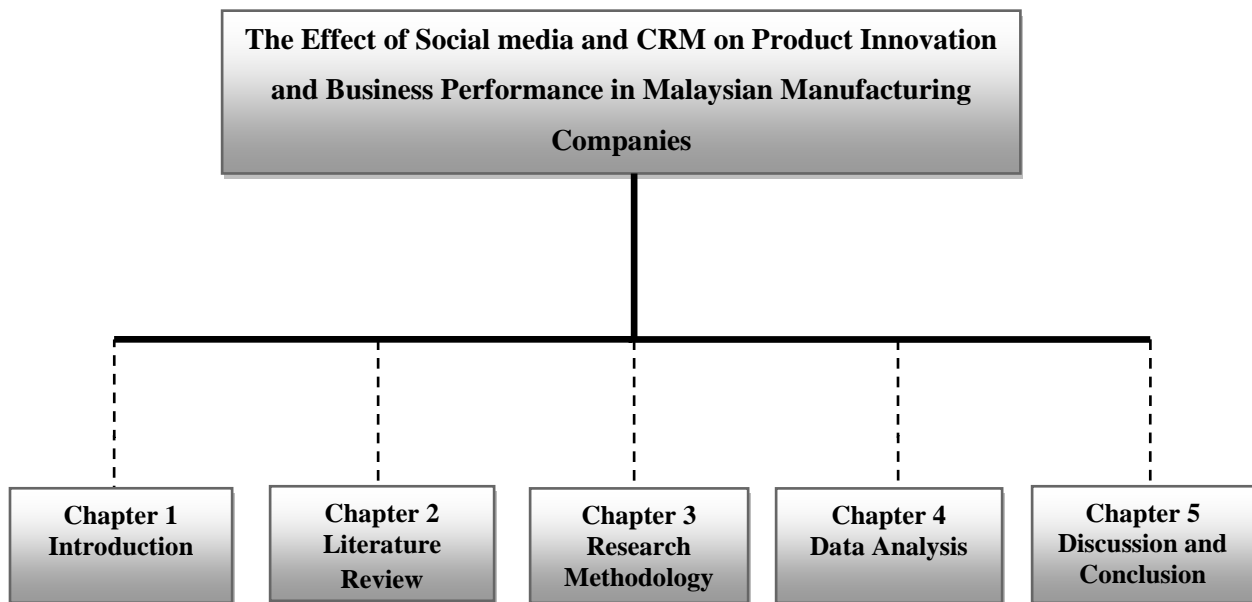 The Effect of Social media and CRM on Product Innovation
and Business Performance in Malaysian Manufacturing
Companies
Chapter 1
Introduction
Chapter 2
Literature
Review
Chapter 3
Research
Methodology
Chapter 4
Data Analysis
Chapter 5
Discussion and
Conclusion